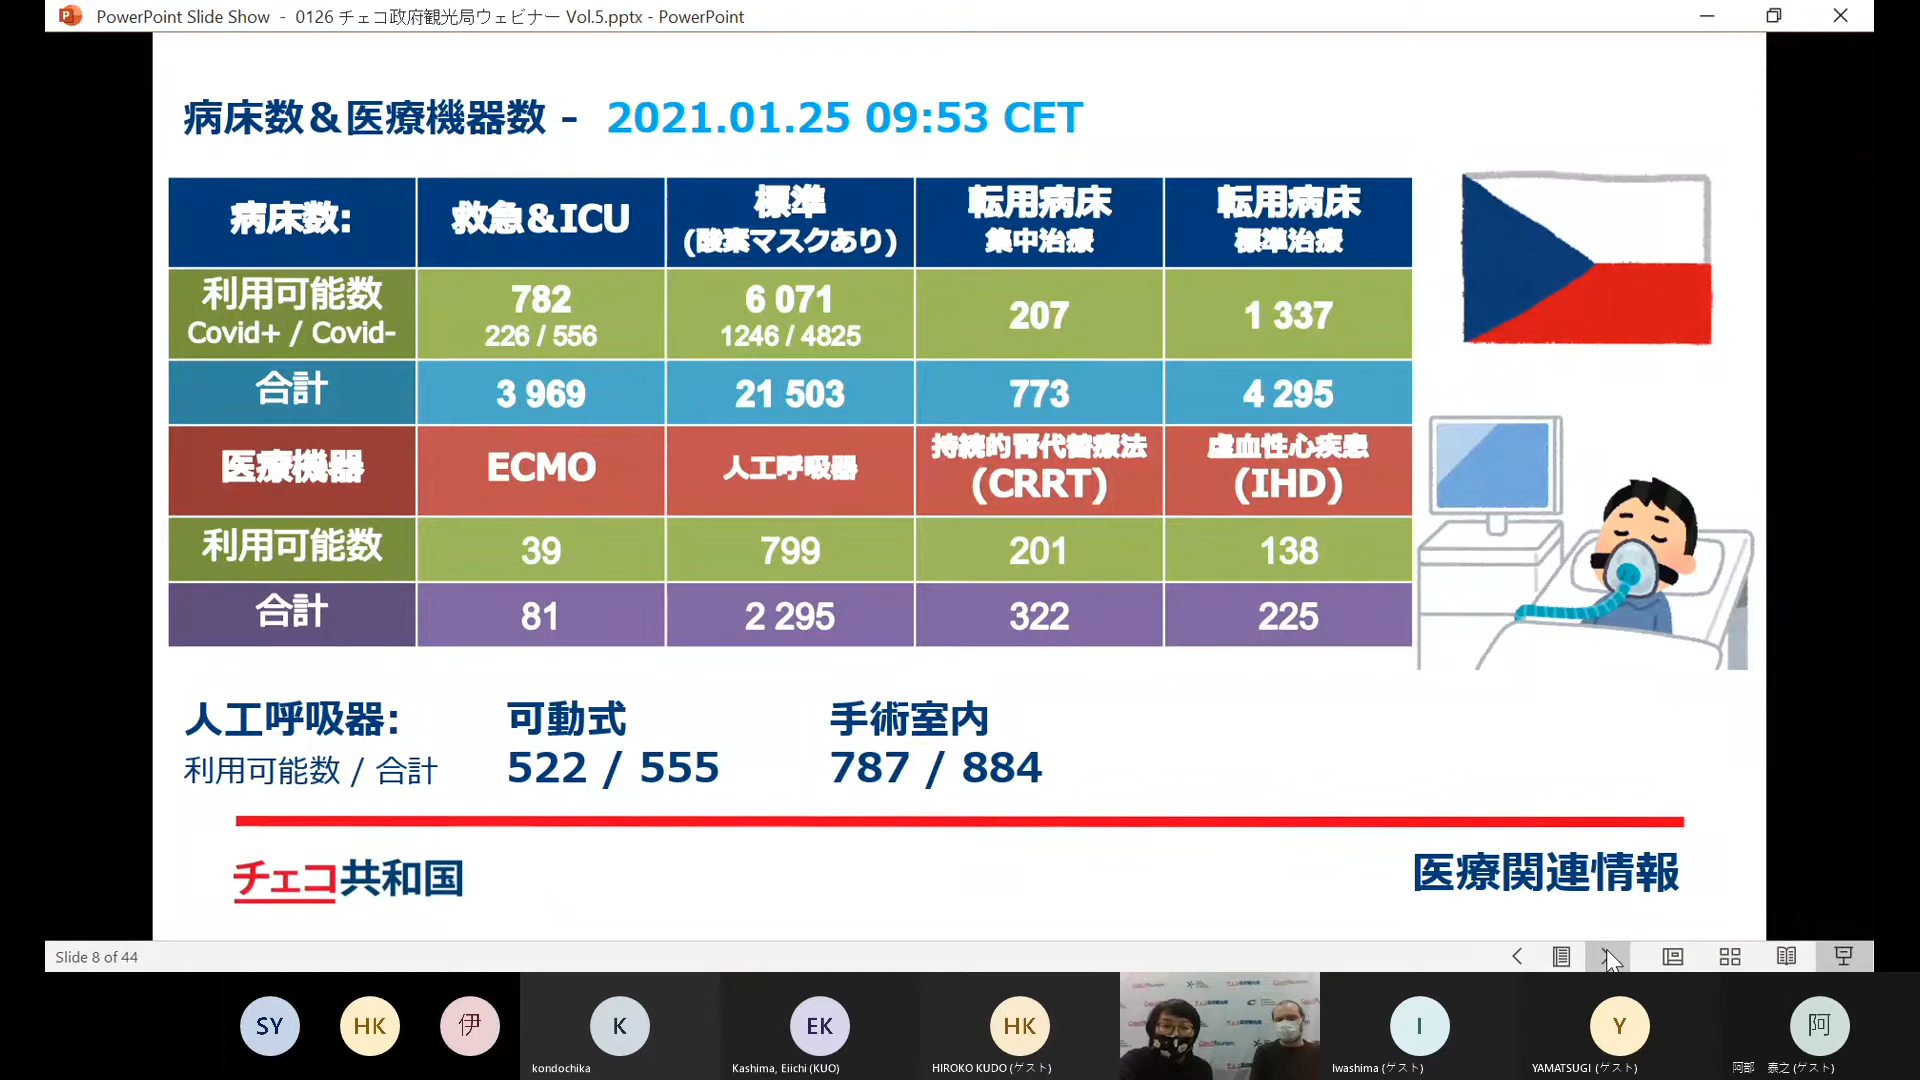 PowerPoint Slide Show - 0126 チェコ政府観光局ウェビナー Vol.5.pptx - PowerPoint
病床数＆医療機器数 - 2021.01.25 09:53 CET
病床数: 救急＆ICU 標準 (酸素マスクあり) 転用病床 集中治療 転用病床 標準治療
利用可能数 Covid+ / Covid- 782 226 / 556 6 071 1246 / 4825 207 1 337
合計 3 969 21 503 773 4 295
医療機器 ECMO 人工呼吸器 持続的腎代替療法 (CRRT) 虚血性心疾患 (IHD)
利用可能数 39 799 201 138
合計 81 2 295 322 225
人工呼吸器: 可動式 手術室内
利用可能数 / 合計 522 / 555 787 / 884
チェコ共和国 医療関連情報
Slide 8 of 44
SY HK 伊 K EK HK I Y 阿
kondochika Kashima, Eiichi (KUO) HIROKO KUDO (ゲスト) Iwashima (ゲスト) YAMATSUGI (ゲスト) 阿部 泰之 (ゲスト)